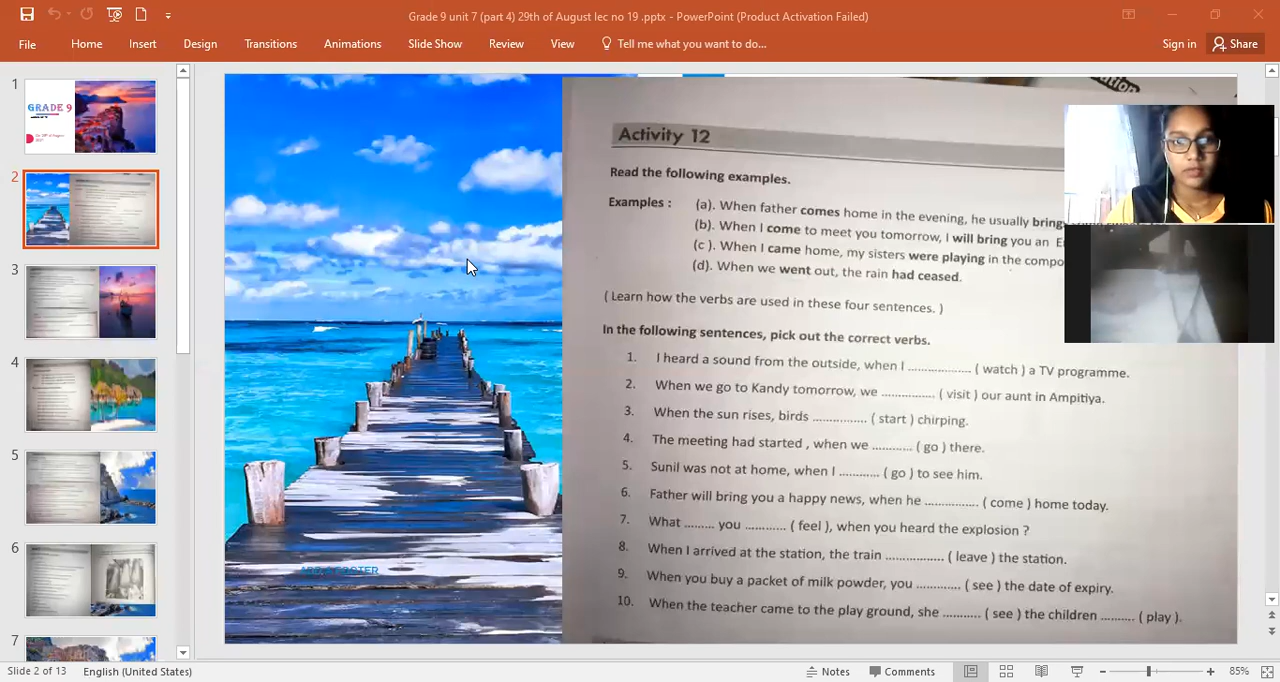 Grade 9 unit 7 (part 4) 29th of August lec no 19 .pptx - PowerPoint (Product Activation Failed)
File Home Insert Design Transitions Animations Slide Show Review View Tell me what you want to do... Sign in Share
1
GRADE 9
2
3
4
5
6
7
Activity 12
Read the following examples.
Examples : (a). When father comes home in the evening, he usually brings
(b). When I come to meet you tomorrow, I will bring you an
(c ). When I came home, my sisters were playing in the compo
(d). When we went out, the rain had ceased.
( Learn how the verbs are used in these four sentences. )
In the following sentences, pick out the correct verbs.
1. I heard a sound from the outside, when I .................. ( watch ) a TV programme.
2. When we go to Kandy tomorrow, we ............... ( visit ) our aunt in Ampitiya.
3. When the sun rises, birds ............... ( start ) chirping.
4. The meeting had started , when we ........... ( go ) there.
5. Sunil was not at home, when I ........... ( go ) to see him.
6. Father will bring you a happy news, when he ............... ( come ) home today.
7. What ........ you ........... ( feel ), when you heard the explosion ?
8. When I arrived at the station, the train ................ ( leave ) the station.
9. When you buy a packet of milk powder, you ............ ( see ) the date of expiry.
10. When the teacher came to the play ground, she .......... ( see ) the children ......... ( play ).
ADD A FOOTER
Slide 2 of 13 English (United States) Notes Comments 85%